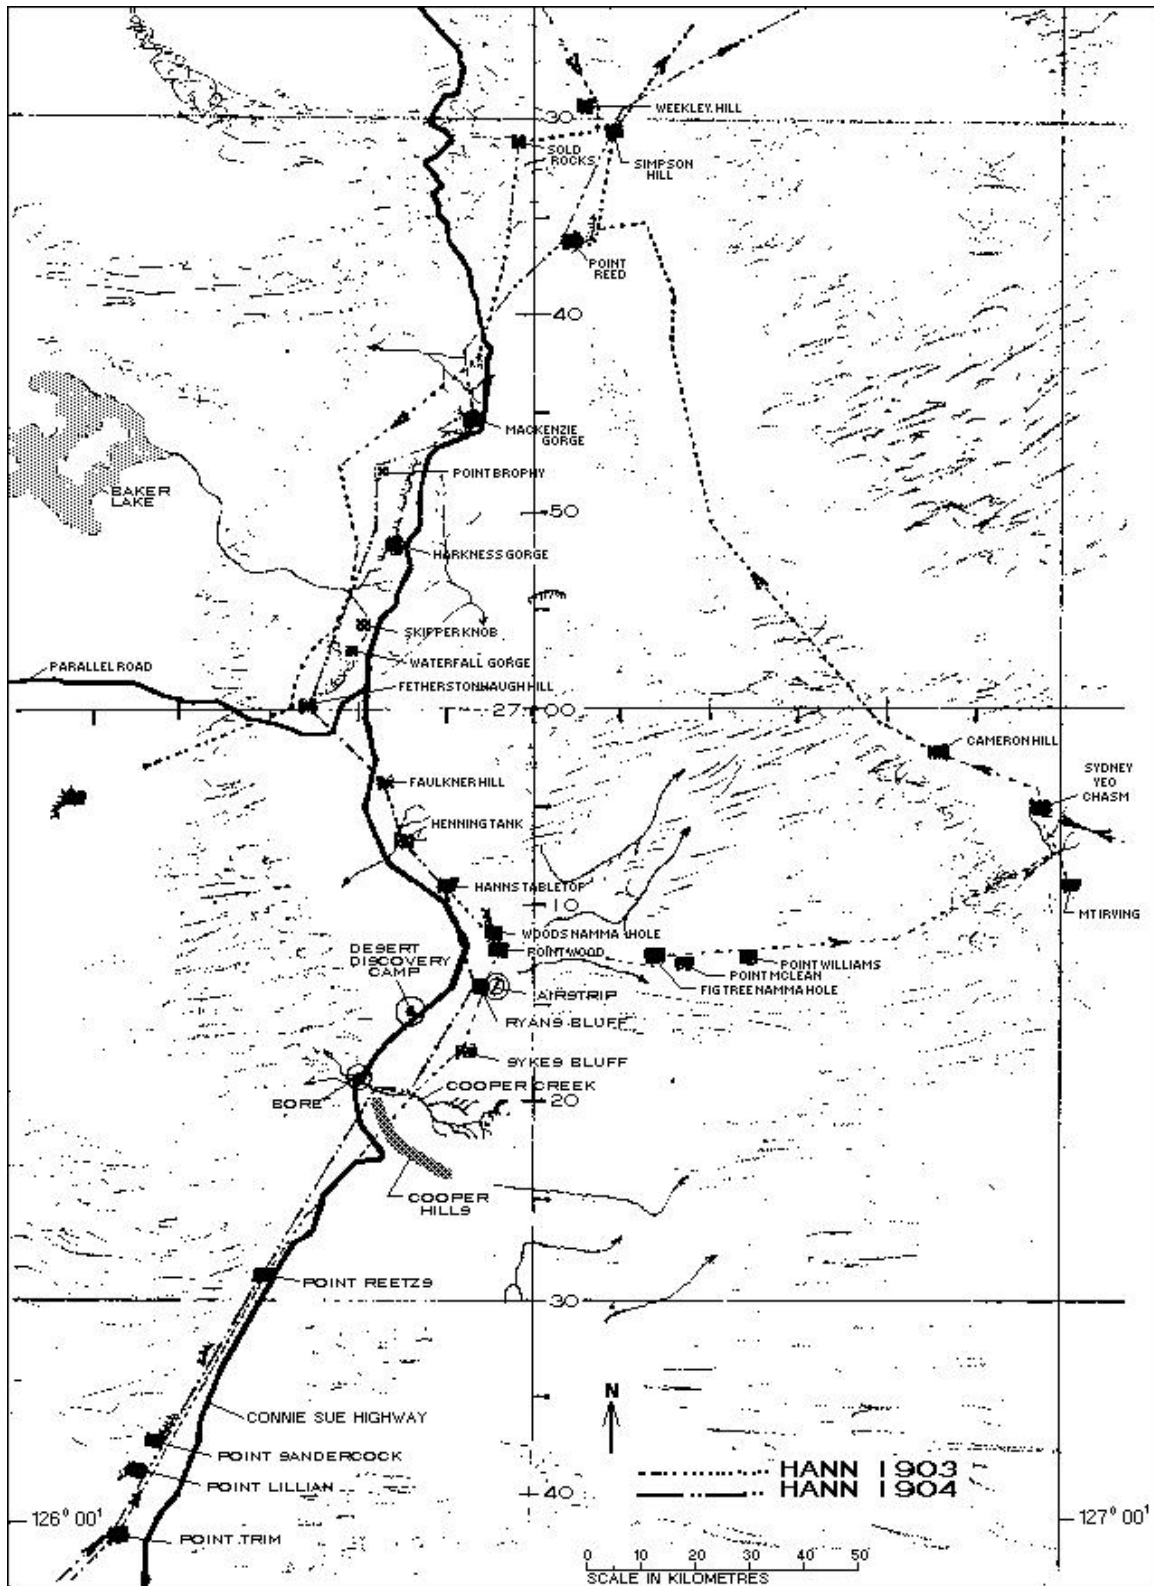 WEEKLEY HILL
30
SOLD
ROCKS
SIMPSON
HILL
POINT
REED
40
MACKENZIE
GORGE
POINT BROPHY
BAKER
LAKE
50
HARKNESS GORGE
SKIPPER KNOB
WATERFALL GORGE
PARALLEL ROAD
FETHERSTONHAUGH HILL
27°00
CAMERON HILL
FAULKNER HILL
SYDNEY
YEO
CHASM
HENNING TANK
HANNS TABLETOP
10
MT IRVING
WOODS NAMMA HOLE
POINT WOOD
DESERT
DISCOVERY
CAMP
POINT WILLIAMS
POINT MCLEAN
FIG TREE NAMMA HOLE
AIRSTRIP
RYANS BLUFF
SYKES BLUFF
COOPER CREEK
BORE
20
COOPER
HILLS
POINT REETZS
30
N
CONNIE SUE HIGHWAY
POINT SANDERCOCK
HANN 1903
POINT LILLIAN
HANN 1904
40
126° 00'
127° 00'
POINT TRIM
0 10 20 30 40 50
SCALE IN KILOMETRES